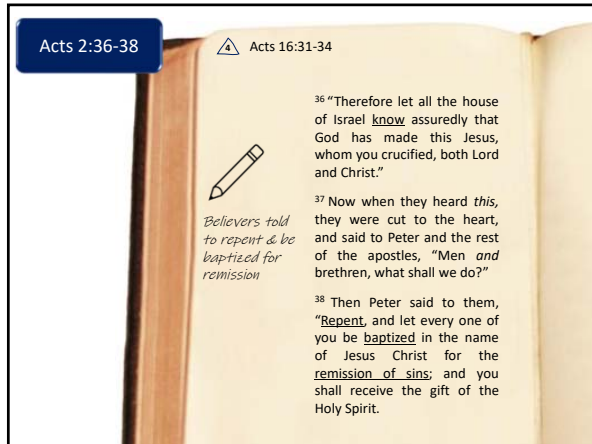 Acts 2:36-38
4 Acts 16:31-34
36 “Therefore let all the house
of Israel know assuredly that
God has made this Jesus,
whom you crucified, both Lord
and Christ.”
37 Now when they heard this,
they were cut to the heart,
and said to Peter and the rest
of the apostles, “Men and
brethren, what shall we do?”
38 Then Peter said to them,
“Repent, and let every one of
you be baptized in the name
of Jesus Christ for the
remission of sins; and you
shall receive the gift of the
Holy Spirit.
Believers told
to repent & be
baptized for
remission